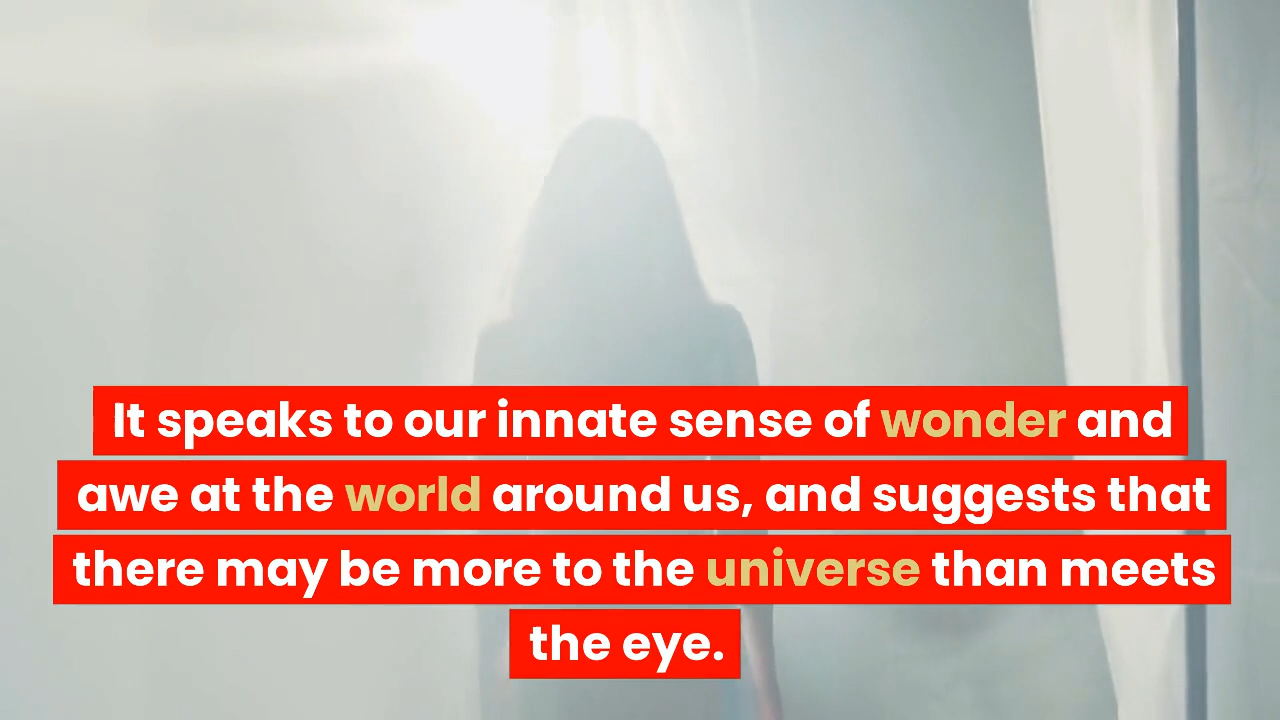 It speaks to our innate sense of wonder and
awe at the world around us, and suggests that
there may be more to the universe than meets
the eye.